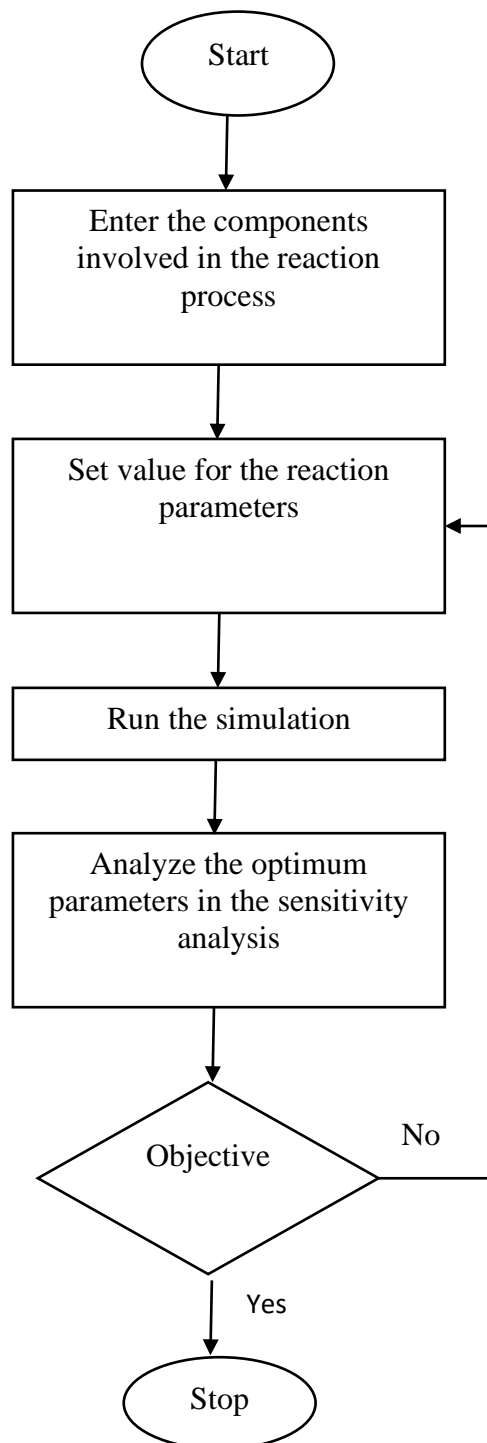 Start
Enter the components
involved in the reaction
process
Set value for the reaction
parameters
Run the simulation
Analyze the optimum
parameters in the sensitivity
analysis
Objective
No
Yes
Stop